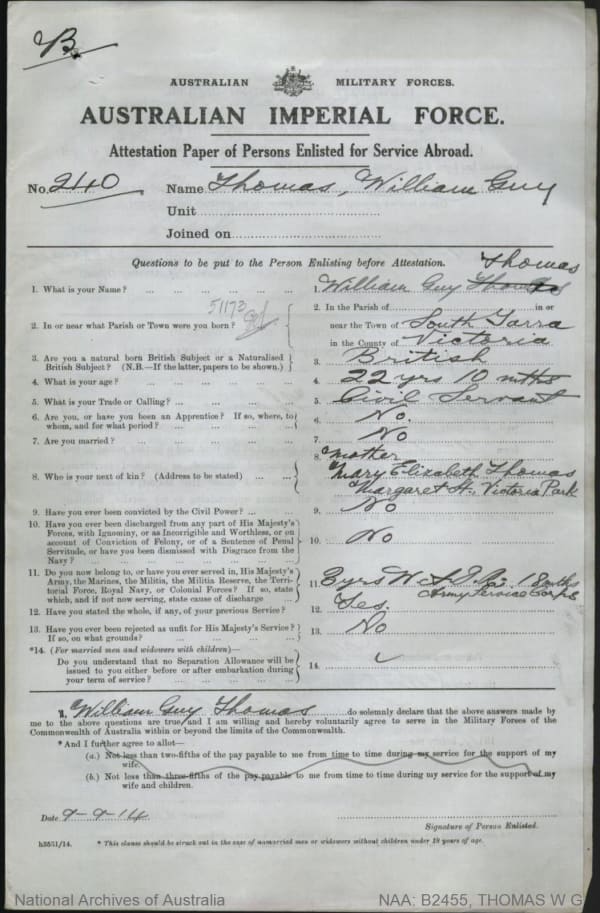 B.
AUSTRALIAN MILITARY FORCES.
AUSTRALIAN IMPERIAL FORCE.
Attestation Paper of Persons Enlisted for Service Abroad.
No. 240 Name Thomas, William Guy
Unit
Joined on
Questions to be put to the Person Enlisting before Attestation.
Thomas
1. What is your Name? ... ... ... ... ... 1. William Guy Thomas
51173
2. In or near what Parish or Town were you born? 2. In the Parish of in or
near the Town of South Yarra
in the County of Victoria
3. Are you a natural born British Subject or a Naturalised
British Subject? (N.B.—If the latter, papers to be shown.) 3. British
4. What is your age? ... ... ... ... ... 4. 22 yrs 10 mths
5. What is your Trade or Calling? ... ... ... ... 5. Civil Servant
6. Are you, or have you been an Apprentice? If so, where, to
whom, and for what period? ... ... ... ... 6. No.
7. Are you married? ... ... ... ... ... 7. No
8. Who is your next of kin? (Address to be stated) ... ... 8. Mother
Mary Elizabeth Thomas
Margaret St. Victoria Park
9. Have you ever been convicted by the Civil Power? ... 9. No
10. Have you ever been discharged from any part of His Majesty's
Forces, with Ignominy, or as Incorrigible and Worthless, or on
account of Conviction of Felony, or of a Sentence of Penal
Servitude, or have you been dismissed with Disgrace from the
Navy? ... ... ... ... ... 10. No
11. Do you now belong to, or have you ever served in, His Majesty's
Army, the Marines, the Militia, the Militia Reserve, the Terri-
torial Force, Royal Navy, or Colonial Forces? If so, state
which, and if not now serving, state cause of discharge 11. 3 yrs 18 mths
Army Service Corps
12. Have you stated the whole, if any, of your previous Service? 12. Yes.
13. Have you ever been rejected as unfit for His Majesty's Service?
If so, on what grounds? ... ... ... ... 13. No
*14. (For married men and widowers with children)—
Do you understand that no Separation Allowance will be
issued to you either before or after embarkation during
your term of service? ... ... ... ... 14.
I, William Guy Thomas do solemnly declare that the above answers made by
me to the above questions are true, and I am willing and hereby voluntarily agree to serve in the Military Forces of the
Commonwealth of Australia within or beyond the limits of the Commonwealth.
*And I further agree to allot—
(a.) Not less than two-fifths of the pay payable to me from time to time during my service for the support of my
wife.
(b.) Not less than three-fifths of the pay payable to me from time to time during my service for the support of my
wife and children.
Date 9-9-14
Signature of Person Enlisted.
h3551/14. * This clause should be struck out in the case of unmarried men or widowers without children under 18 years of age.
National Archives of Australia NAA: B2455, THOMAS W G